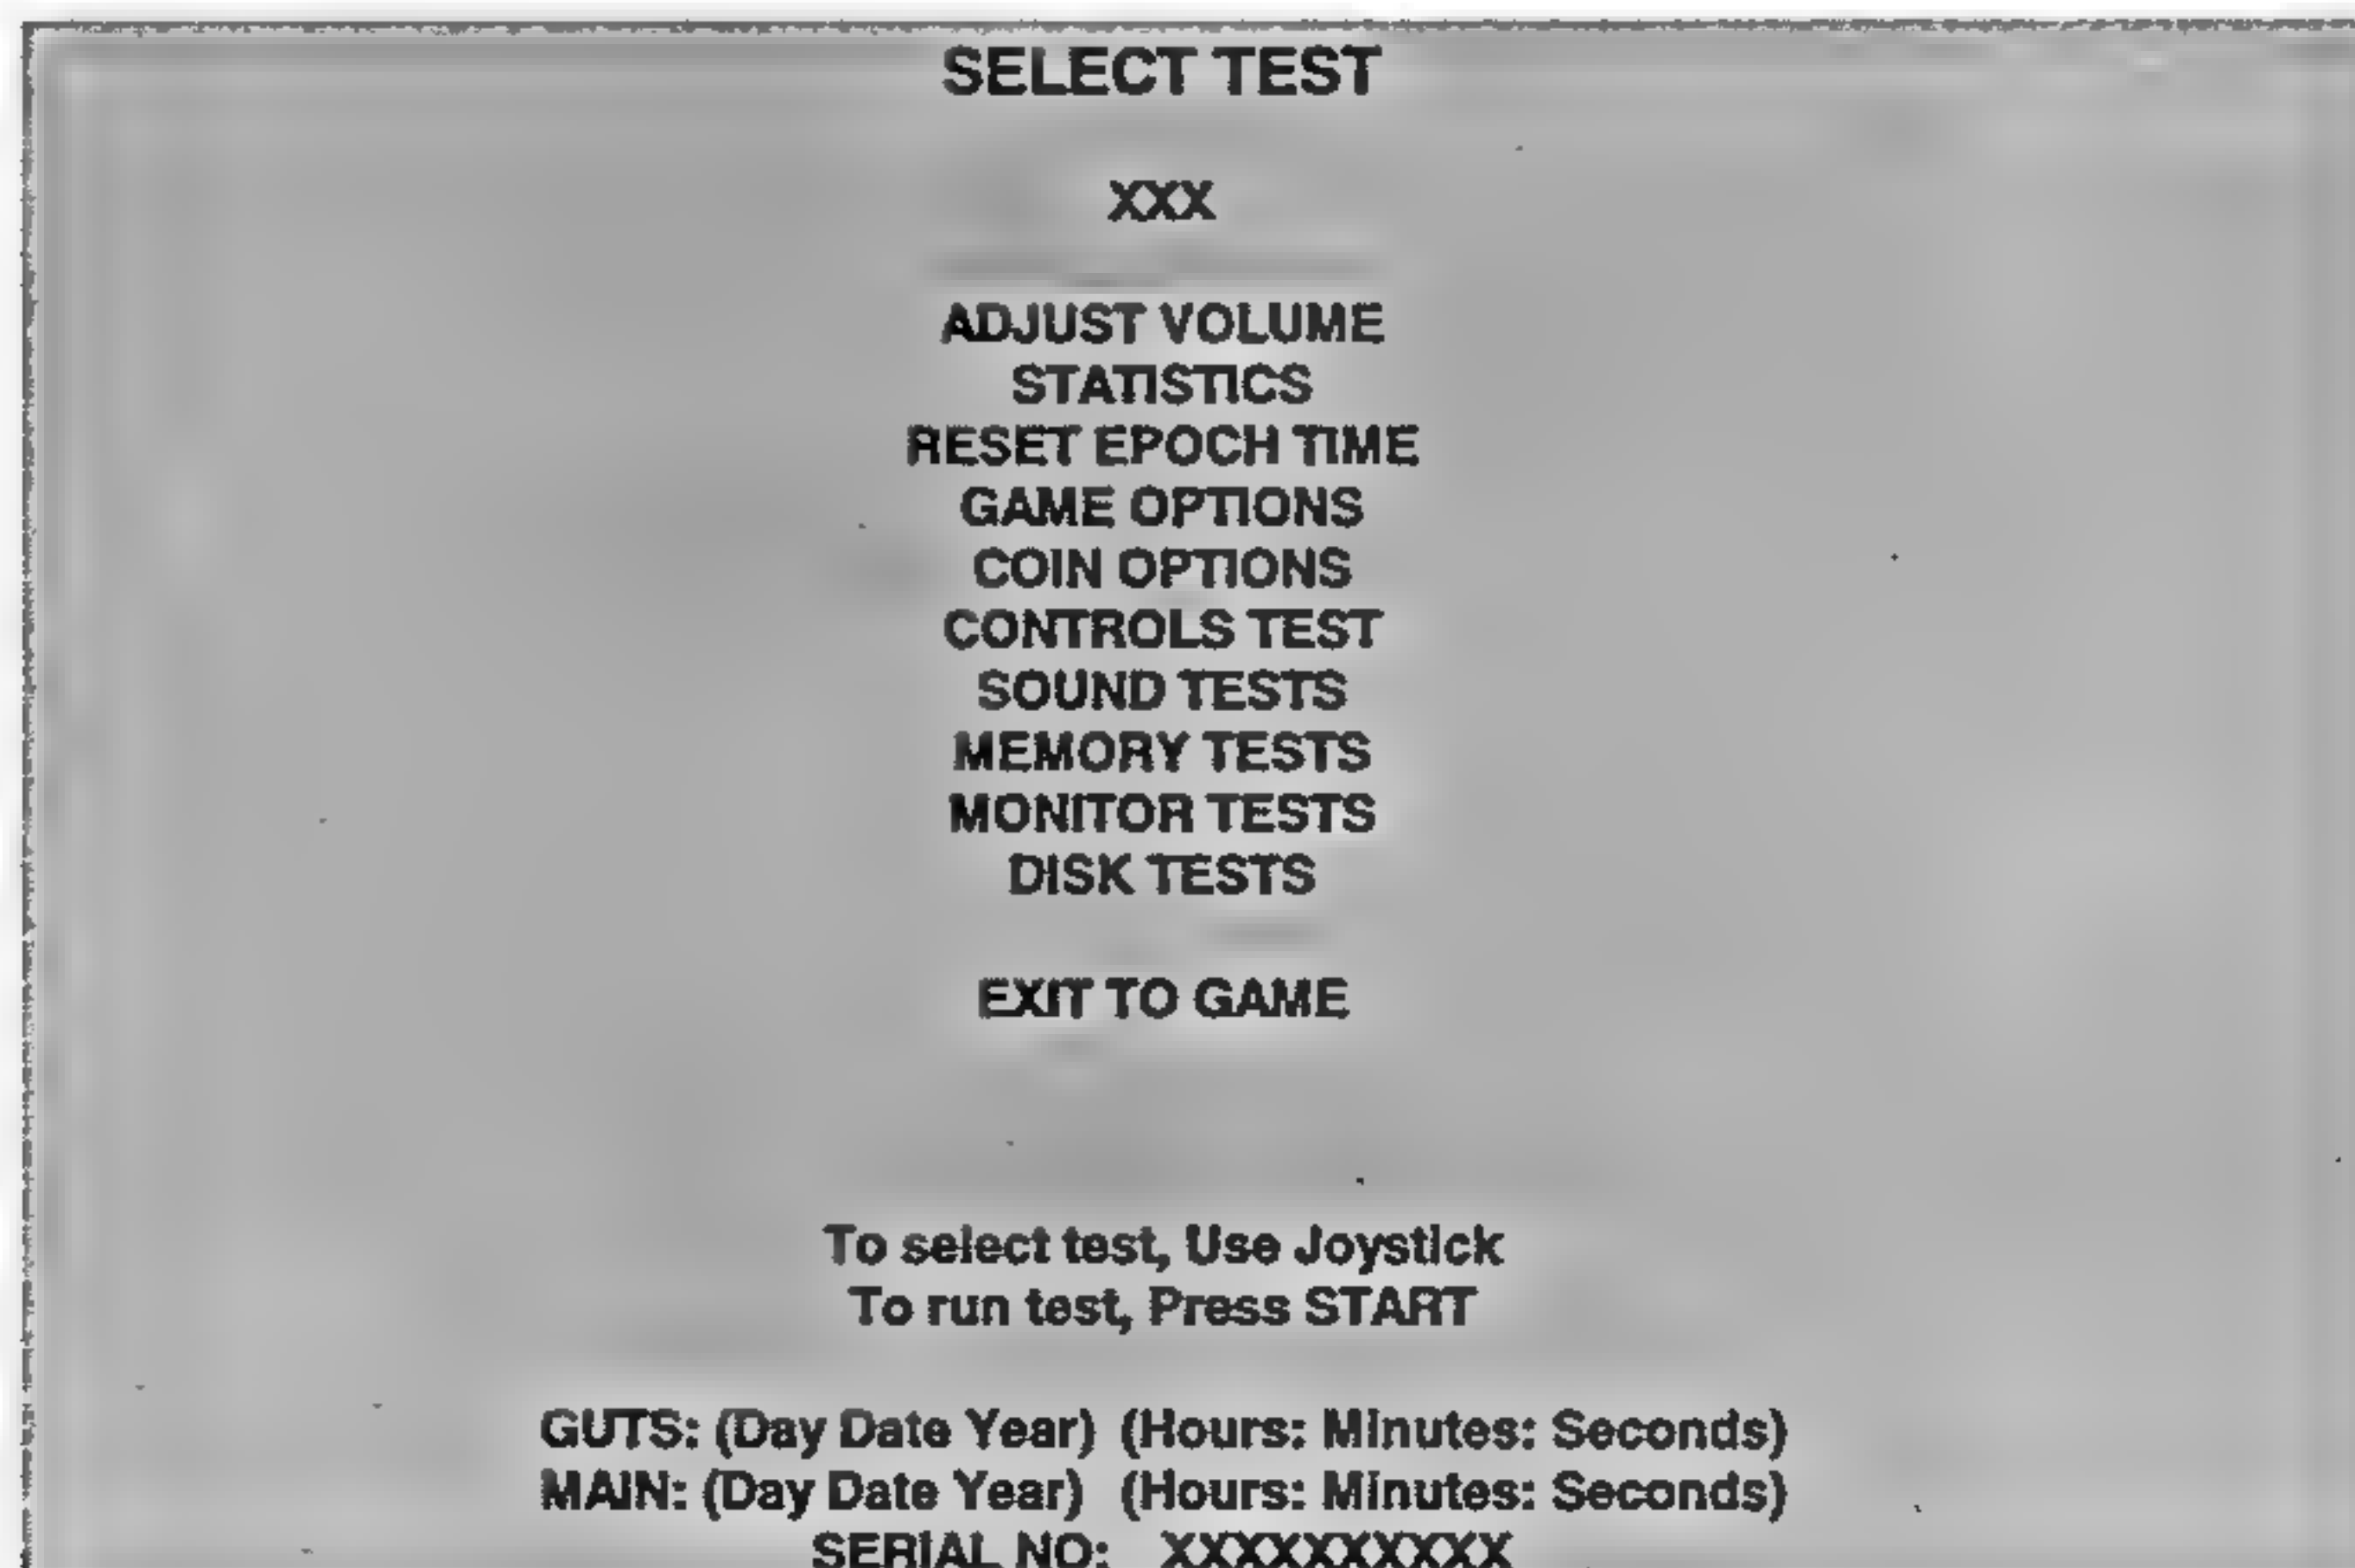 SELECT TEST
XXX
ADJUST VOLUME
STATISTICS
RESET EPOCH TIME
GAME OPTIONS
COIN OPTIONS
CONTROLS TEST
SOUND TESTS
MEMORY TESTS
MONITOR TESTS
DISK TESTS
EXIT TO GAME
To select test, Use Joystick
To run test, Press START
GUTS: (Day Date Year) (Hours: Minutes: Seconds)
MAIN: (Day Date Year) (Hours: Minutes: Seconds)
SERIAL NO: XXXXXXXXXX